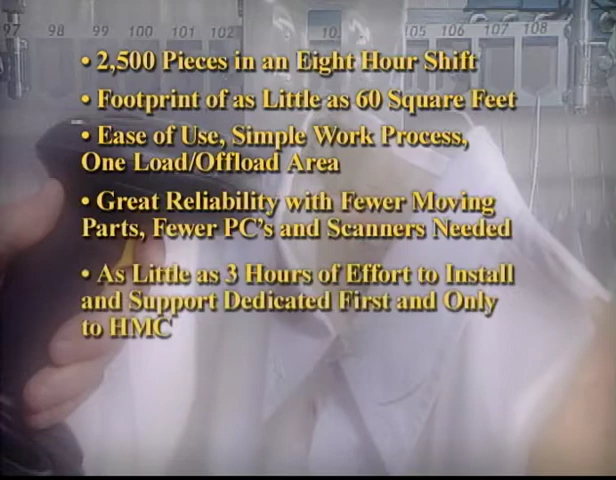 97 98 99 100 101 102 10. 105 106 107 108
• 2,500 Pieces in an Eight Hour Shift
• Footprint of as Little as 60 Square Feet
• Ease of Use, Simple Work Process,
One Load/Offload Area
• Great Reliability with Fewer Moving
Parts, Fewer PC's and Scanners Needed
• As Little as 3 Hours of Effort to Install
and Support Dedicated First and Only
to HMC